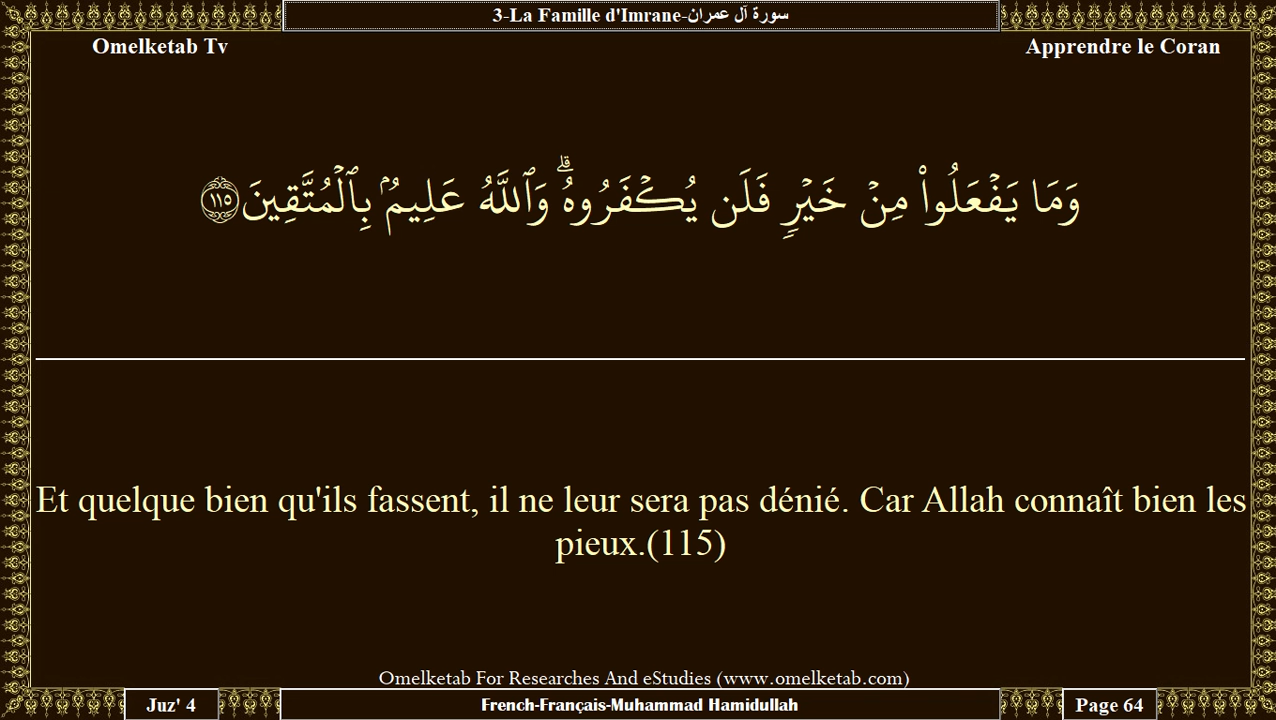 3-La Famille d'Imrane-سورة آل عمران
Omelketab Tv
Apprendre le Coran
وَمَا يَفْعَلُوا۟ مِنْ خَيْرٍ فَلَن يُكْفَرُوهُ ۗ وَٱللَّهُ عَلِيمٌۢ بِٱلْمُتَّقِينَ ١١٥
Et quelque bien qu'ils fassent, il ne leur sera pas dénié. Car Allah connaît bien les
pieux.(115)
Omelketab For Researches And eStudies (www.omelketab.com)
Juz' 4
French-Français-Muhammad Hamidullah
Page 64